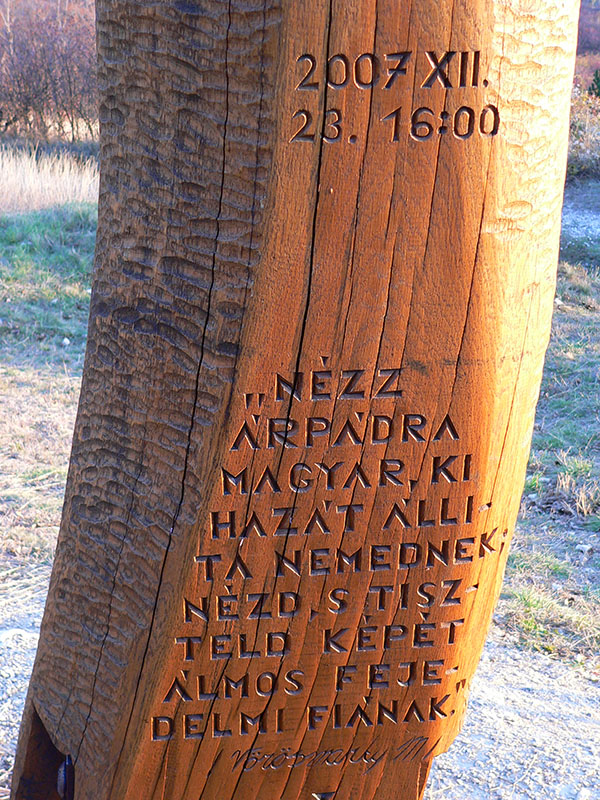 2007 XII.
23. 16:00
„NÉZZ
ÁRPÁDRA
MAGYAR, KI
HAZÁT ÁLLI-
TA NEMEDNEK;
NÉZD, S TISZ-
TELD KÉPÉT
ÁLMOS FEJE-
DELMI FIÁNAK."
Vörösmarty M